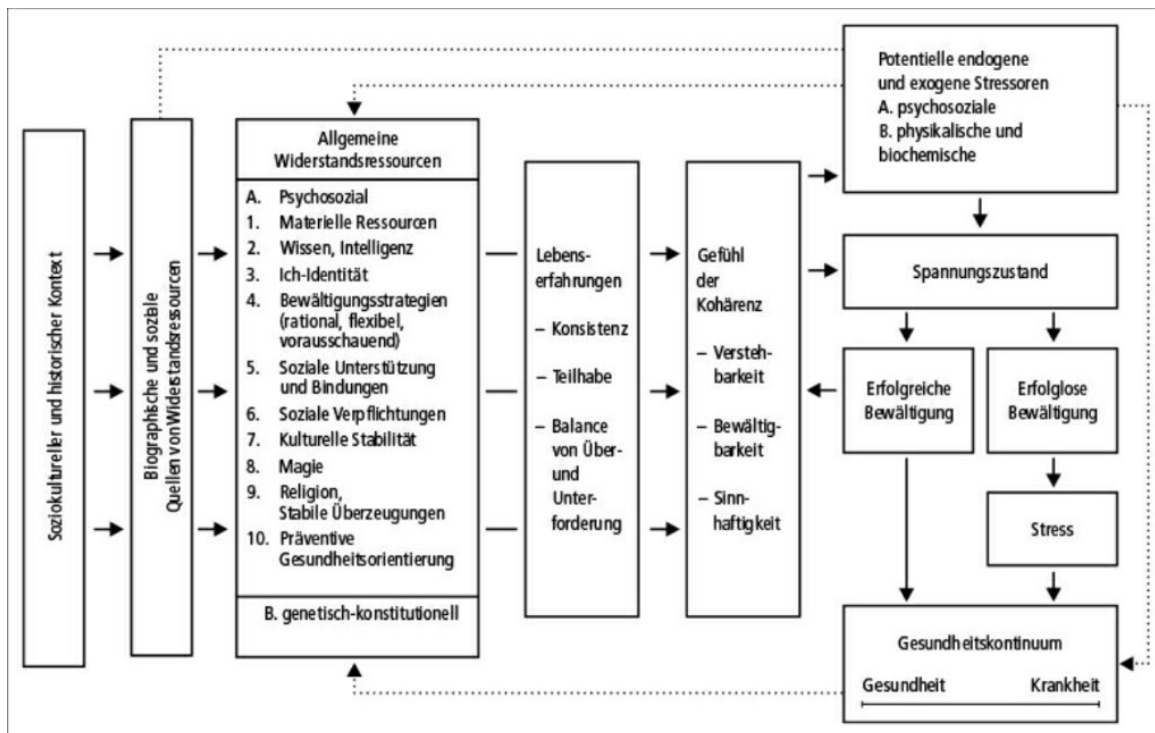 Soziokultureller und historischer Kontext
Biographische und soziale
Quellen von Widerstandsressourcen
Allgemeine
Widerstandsressourcen
A. Psychosozial
1. Materielle Ressourcen
2. Wissen, Intelligenz
3. Ich-Identität
4. Bewältigungsstrategien
(rational, flexibel,
vorausschauend)
5. Soziale Unterstützung
und Bindungen
6. Soziale Verpflichtungen
7. Kulturelle Stabilität
8. Magie
9. Religion,
Stabile Überzeugungen
10. Präventive
Gesundheitsorientierung
B. genetisch-konstitutionell
Lebens-
erfahrungen
– Konsistenz
– Teilhabe
– Balance
von Über-
und
Unter-
forderung
Gefühl
der
Kohärenz
– Versteh-
barkeit
– Bewältig-
barkeit
– Sinn-
haftigkeit
Potentielle endogene
und exogene Stressoren
A. psychosoziale
B. physikalische und
biochemische
Spannungszustand
Erfolgreiche
Bewältigung
Erfolglose
Bewältigung
Stress
Gesundheitskontinuum
Gesundheit Krankheit